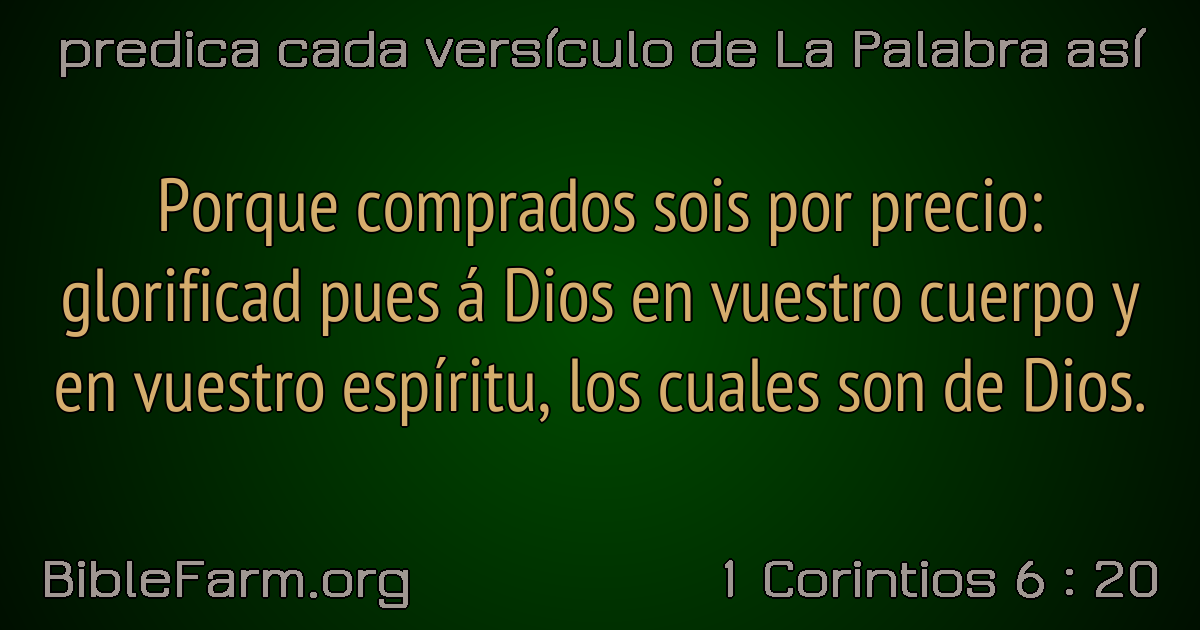 predica cada versículo de La Palabra así
Porque comprados sois por precio:
glorificad pues á Dios en vuestro cuerpo y
en vuestro espíritu, los cuales son de Dios.
BibleFarm.org
1 Corintios 6 : 20